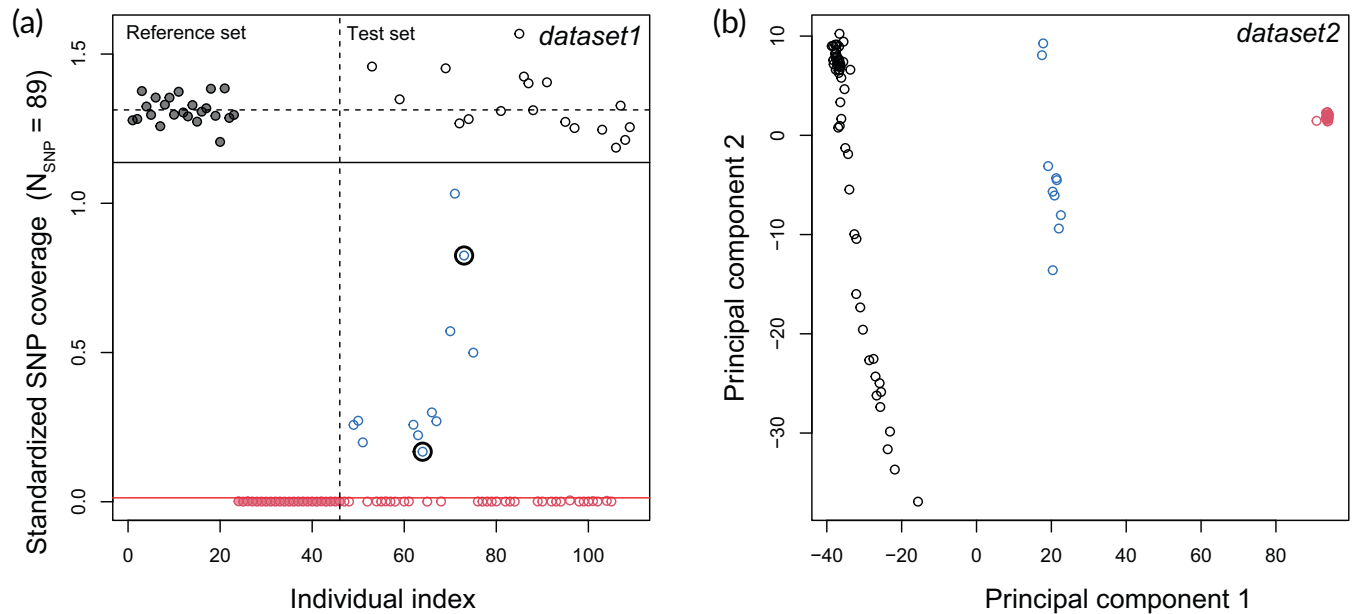 (a)
Reference set
Test set
dataset1
Standardized SNP coverage (N_SNP = 89)
1.5
1.0
0.5
0.0
0 20 40 60 80 100
Individual index
(b)
dataset2
Principal component 2
10
0
−10
−20
−30
−40 −20 0 20 40 60 80
Principal component 1